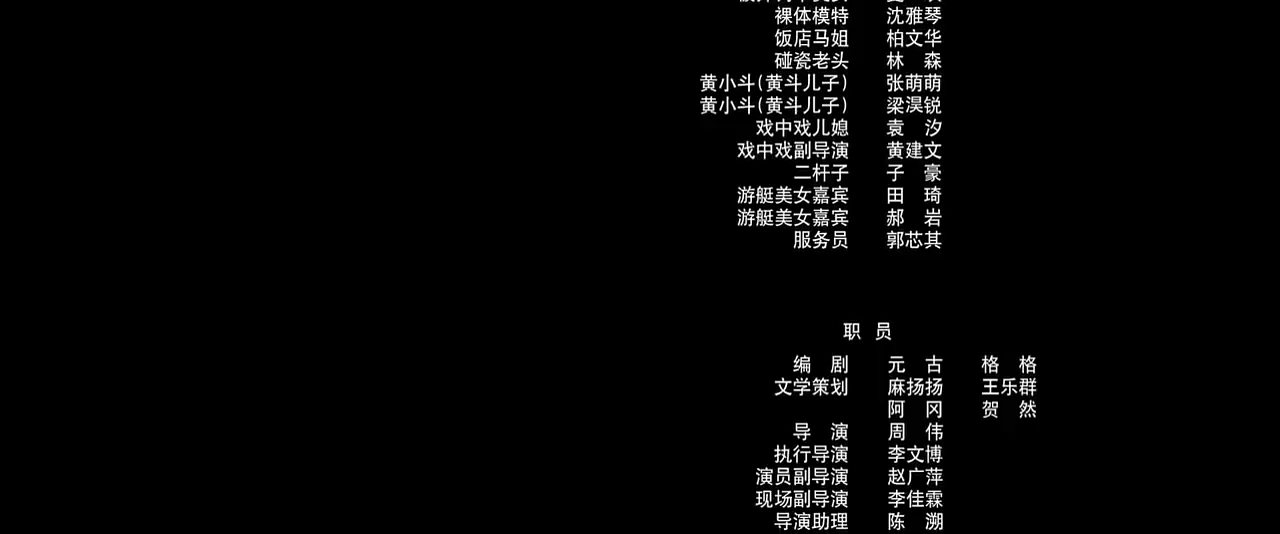 裸体模特 沈雅琴
饭店马姐 柏文华
碰瓷老头 林 森
黄小斗(黄斗儿子) 张萌萌
黄小斗(黄斗儿子) 梁淏锐
戏中戏儿媳 袁 汐
戏中戏副导演 黄建文
二杆子 子 豪
游艇美女嘉宾 田 琦
游艇美女嘉宾 郝 岩
服务员 郭芯其
职 员
编 剧 元 古 格 格
文学策划 麻扬扬 王乐群
阿 冈 贺 然
导 演 周 伟
执行导演 李文博
演员副导演 赵广萍
现场副导演 李佳霖
导演助理 陈 溯